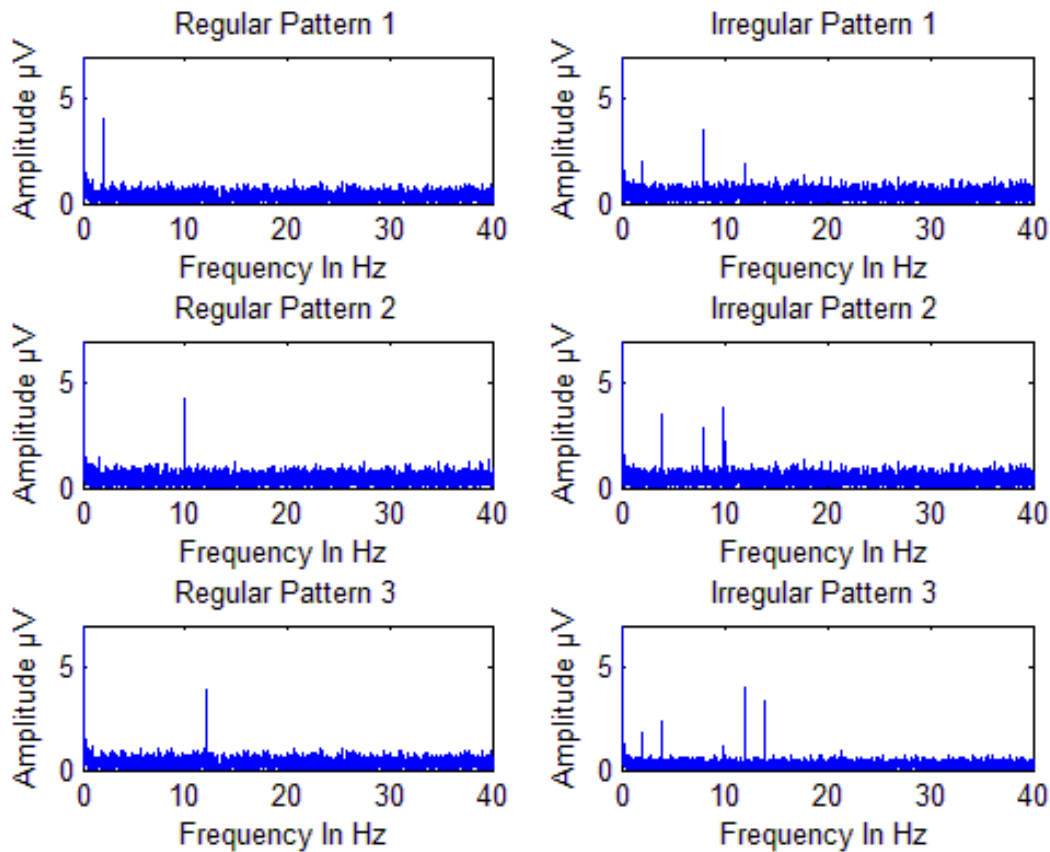 Regular Pattern 1
Amplitude µV
5
0
0 10 20 30 40
Frequency In Hz
Irregular Pattern 1
Amplitude µV
5
0
0 10 20 30 40
Frequency In Hz
Regular Pattern 2
Amplitude µV
5
0
0 10 20 30 40
Frequency In Hz
Irregular Pattern 2
Amplitude µV
5
0
0 10 20 30 40
Frequency In Hz
Regular Pattern 3
Amplitude µV
5
0
0 10 20 30 40
Frequency In Hz
Irregular Pattern 3
Amplitude µV
5
0
0 10 20 30 40
Frequency In Hz